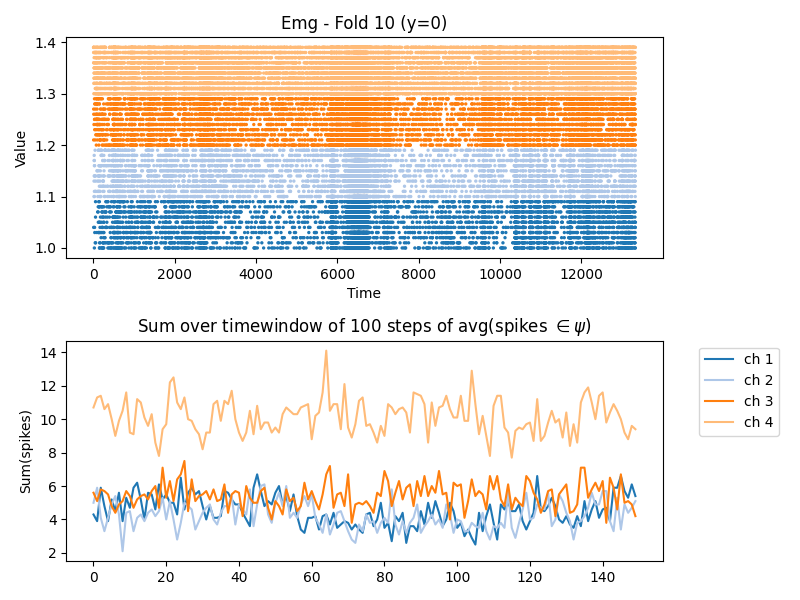 Emg - Fold 10 (y=0)
1.4
1.3
1.2
1.1
1.0
Value
0 2000 4000 6000 8000 10000 12000
Time
Sum over timewindow of 100 steps of avg(spikes ∈ ψ)
14
12
10
8
6
4
2
Sum(spikes)
0 20 40 60 80 100 120 140
ch 1
ch 2
ch 3
ch 4